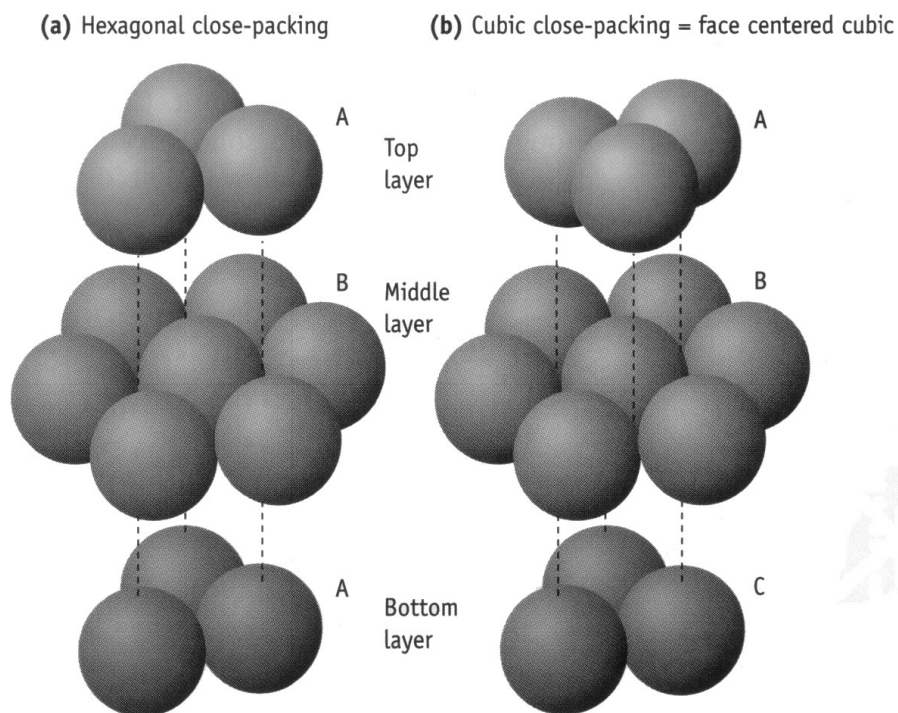 (a) Hexagonal close-packing
(b) Cubic close-packing = face centered cubic
A
Top
layer
A
B
Middle
layer
B
A
Bottom
layer
C